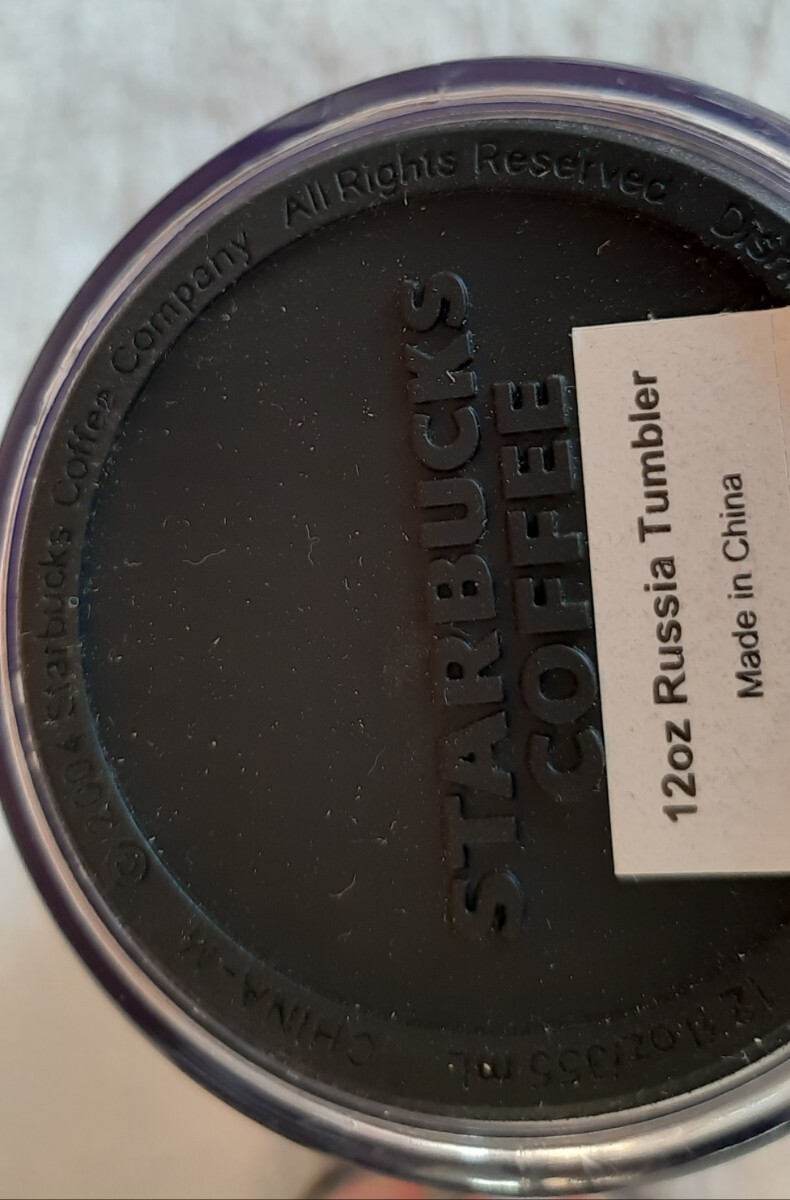 © 2004 Starbucks Coffee Company All Rights Reserved
STARBUCKS
COFFEE
12oz Russia Tumbler
Made in China
12 fl oz/355 mL
CHINA-M